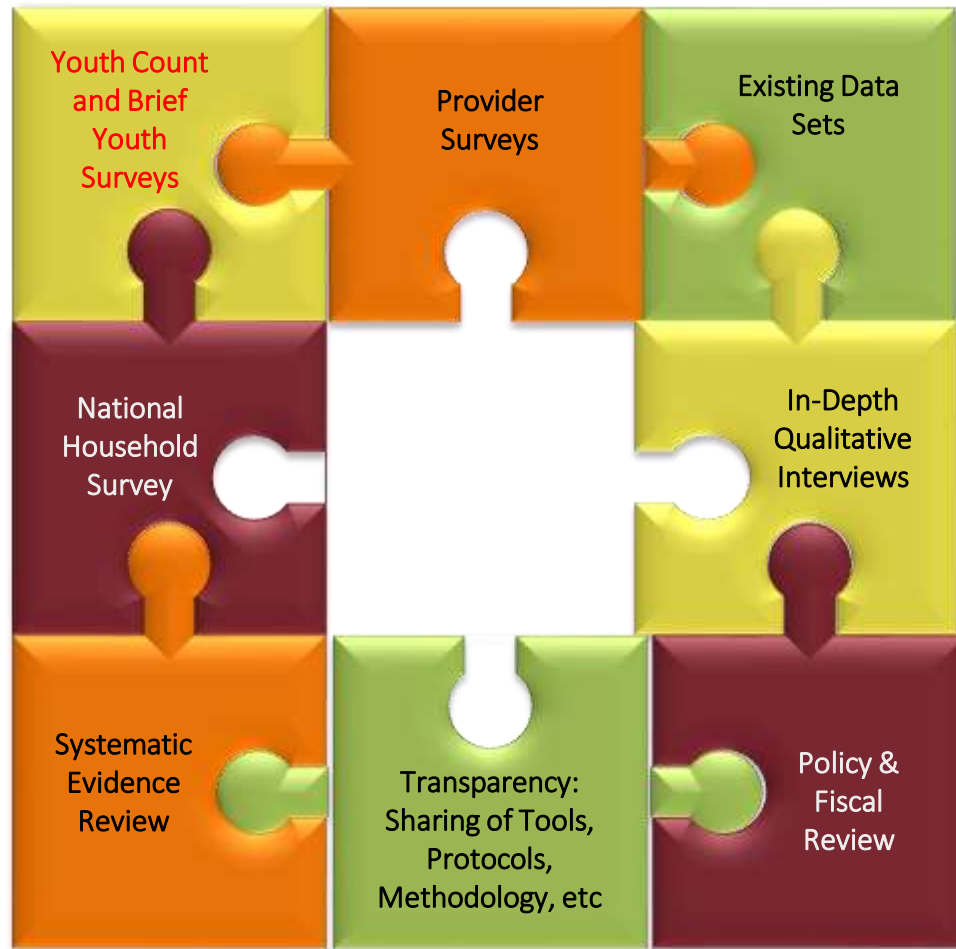 Youth Count
and Brief
Youth
Surveys
Provider
Surveys
Existing Data
Sets
National
Household
Survey
In-Depth
Qualitative
Interviews
Systematic
Evidence
Review
Transparency:
Sharing of Tools,
Protocols,
Methodology, etc
Policy &
Fiscal
Review